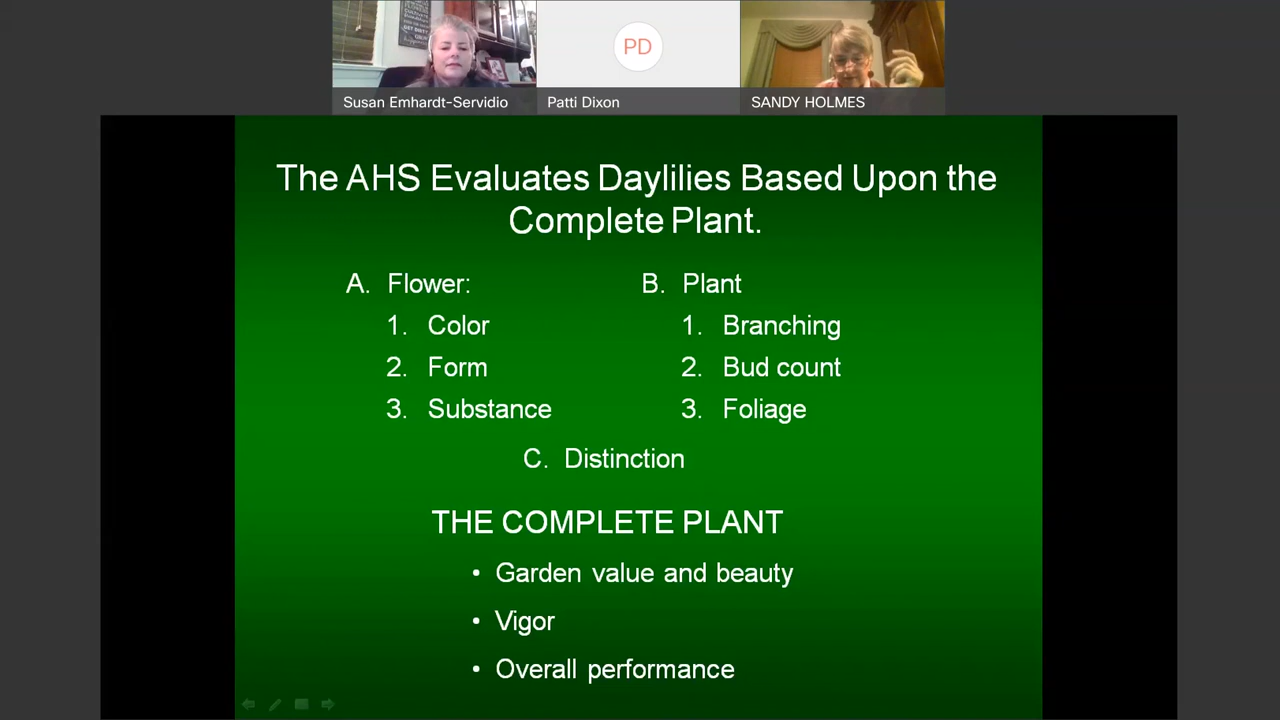 PD
Susan Emhardt-Servidio
Patti Dixon
SANDY HOLMES
The AHS Evaluates Daylilies Based Upon the
Complete Plant.
A. Flower:
1. Color
2. Form
3. Substance
B. Plant
1. Branching
2. Bud count
3. Foliage
C. Distinction
THE COMPLETE PLANT
• Garden value and beauty
• Vigor
• Overall performance